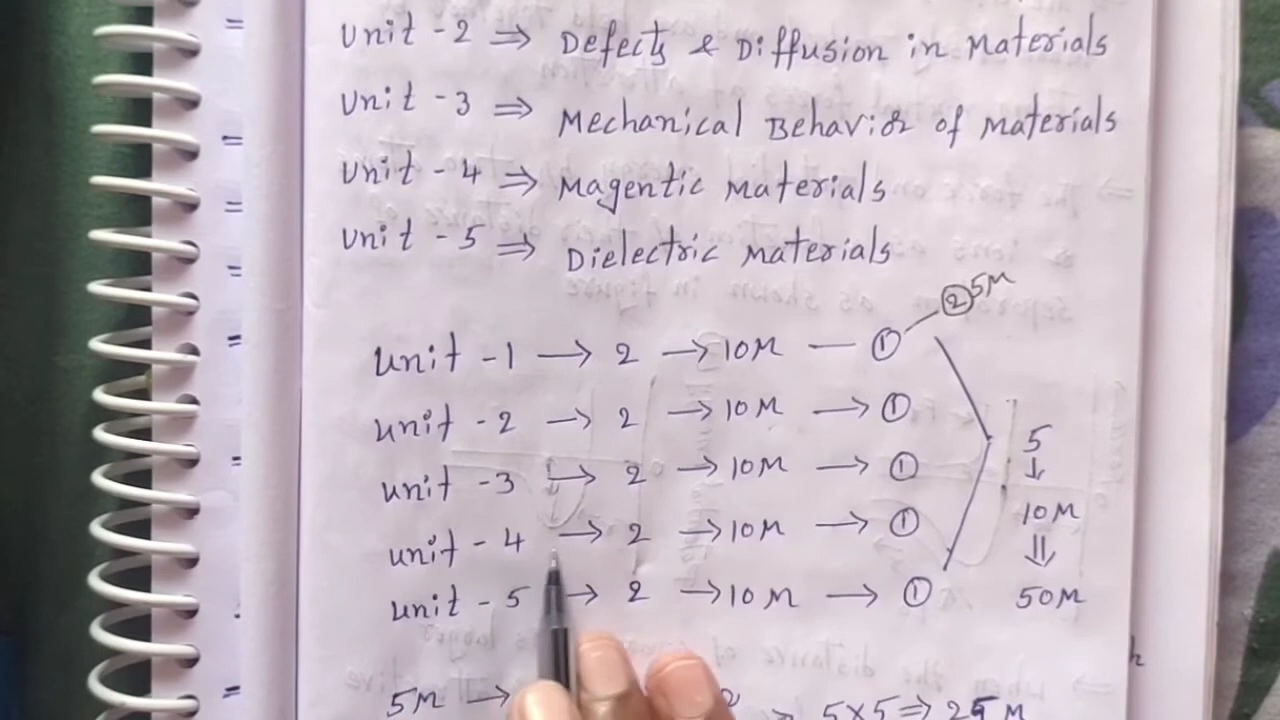 Unit - 2 ⇒ Defects & Diffusion in Materials
Unit - 3 ⇒ Mechanical Behavior of Materials
Unit - 4 ⇒ Magentic Materials
Unit - 5 ⇒ Dielectric Materials
Unit - 1 → 2 → 10M — ① — ② 5M
Unit - 2 → 2 → 10M → ①
Unit - 3 → 2 → 10M → ①
Unit - 4 → 2 → 10M → ①
Unit - 5 → 2 → 10M → ①
5
↓
10M
⇓
50M
5M → 5×5 ⇒ 25M